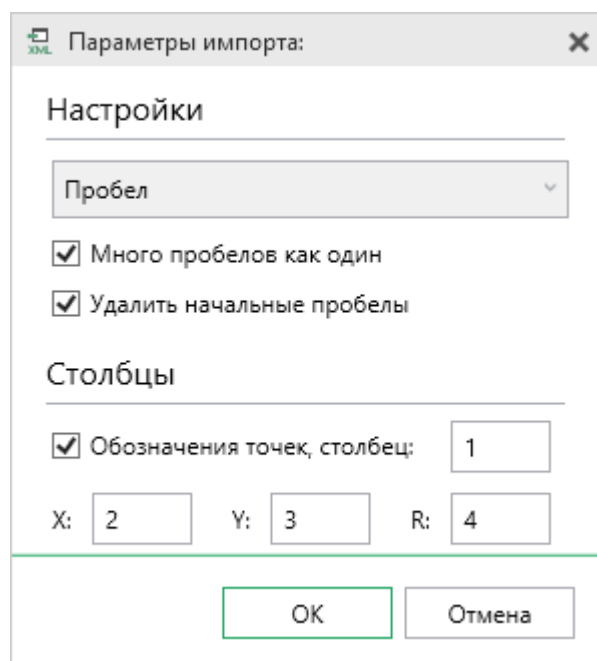 XML Параметры импорта:
Настройки
Пробел
Много пробелов как один
Удалить начальные пробелы
Столбцы
Обозначения точек, столбец: 1
X: 2 Y: 3 R: 4
OK Отмена